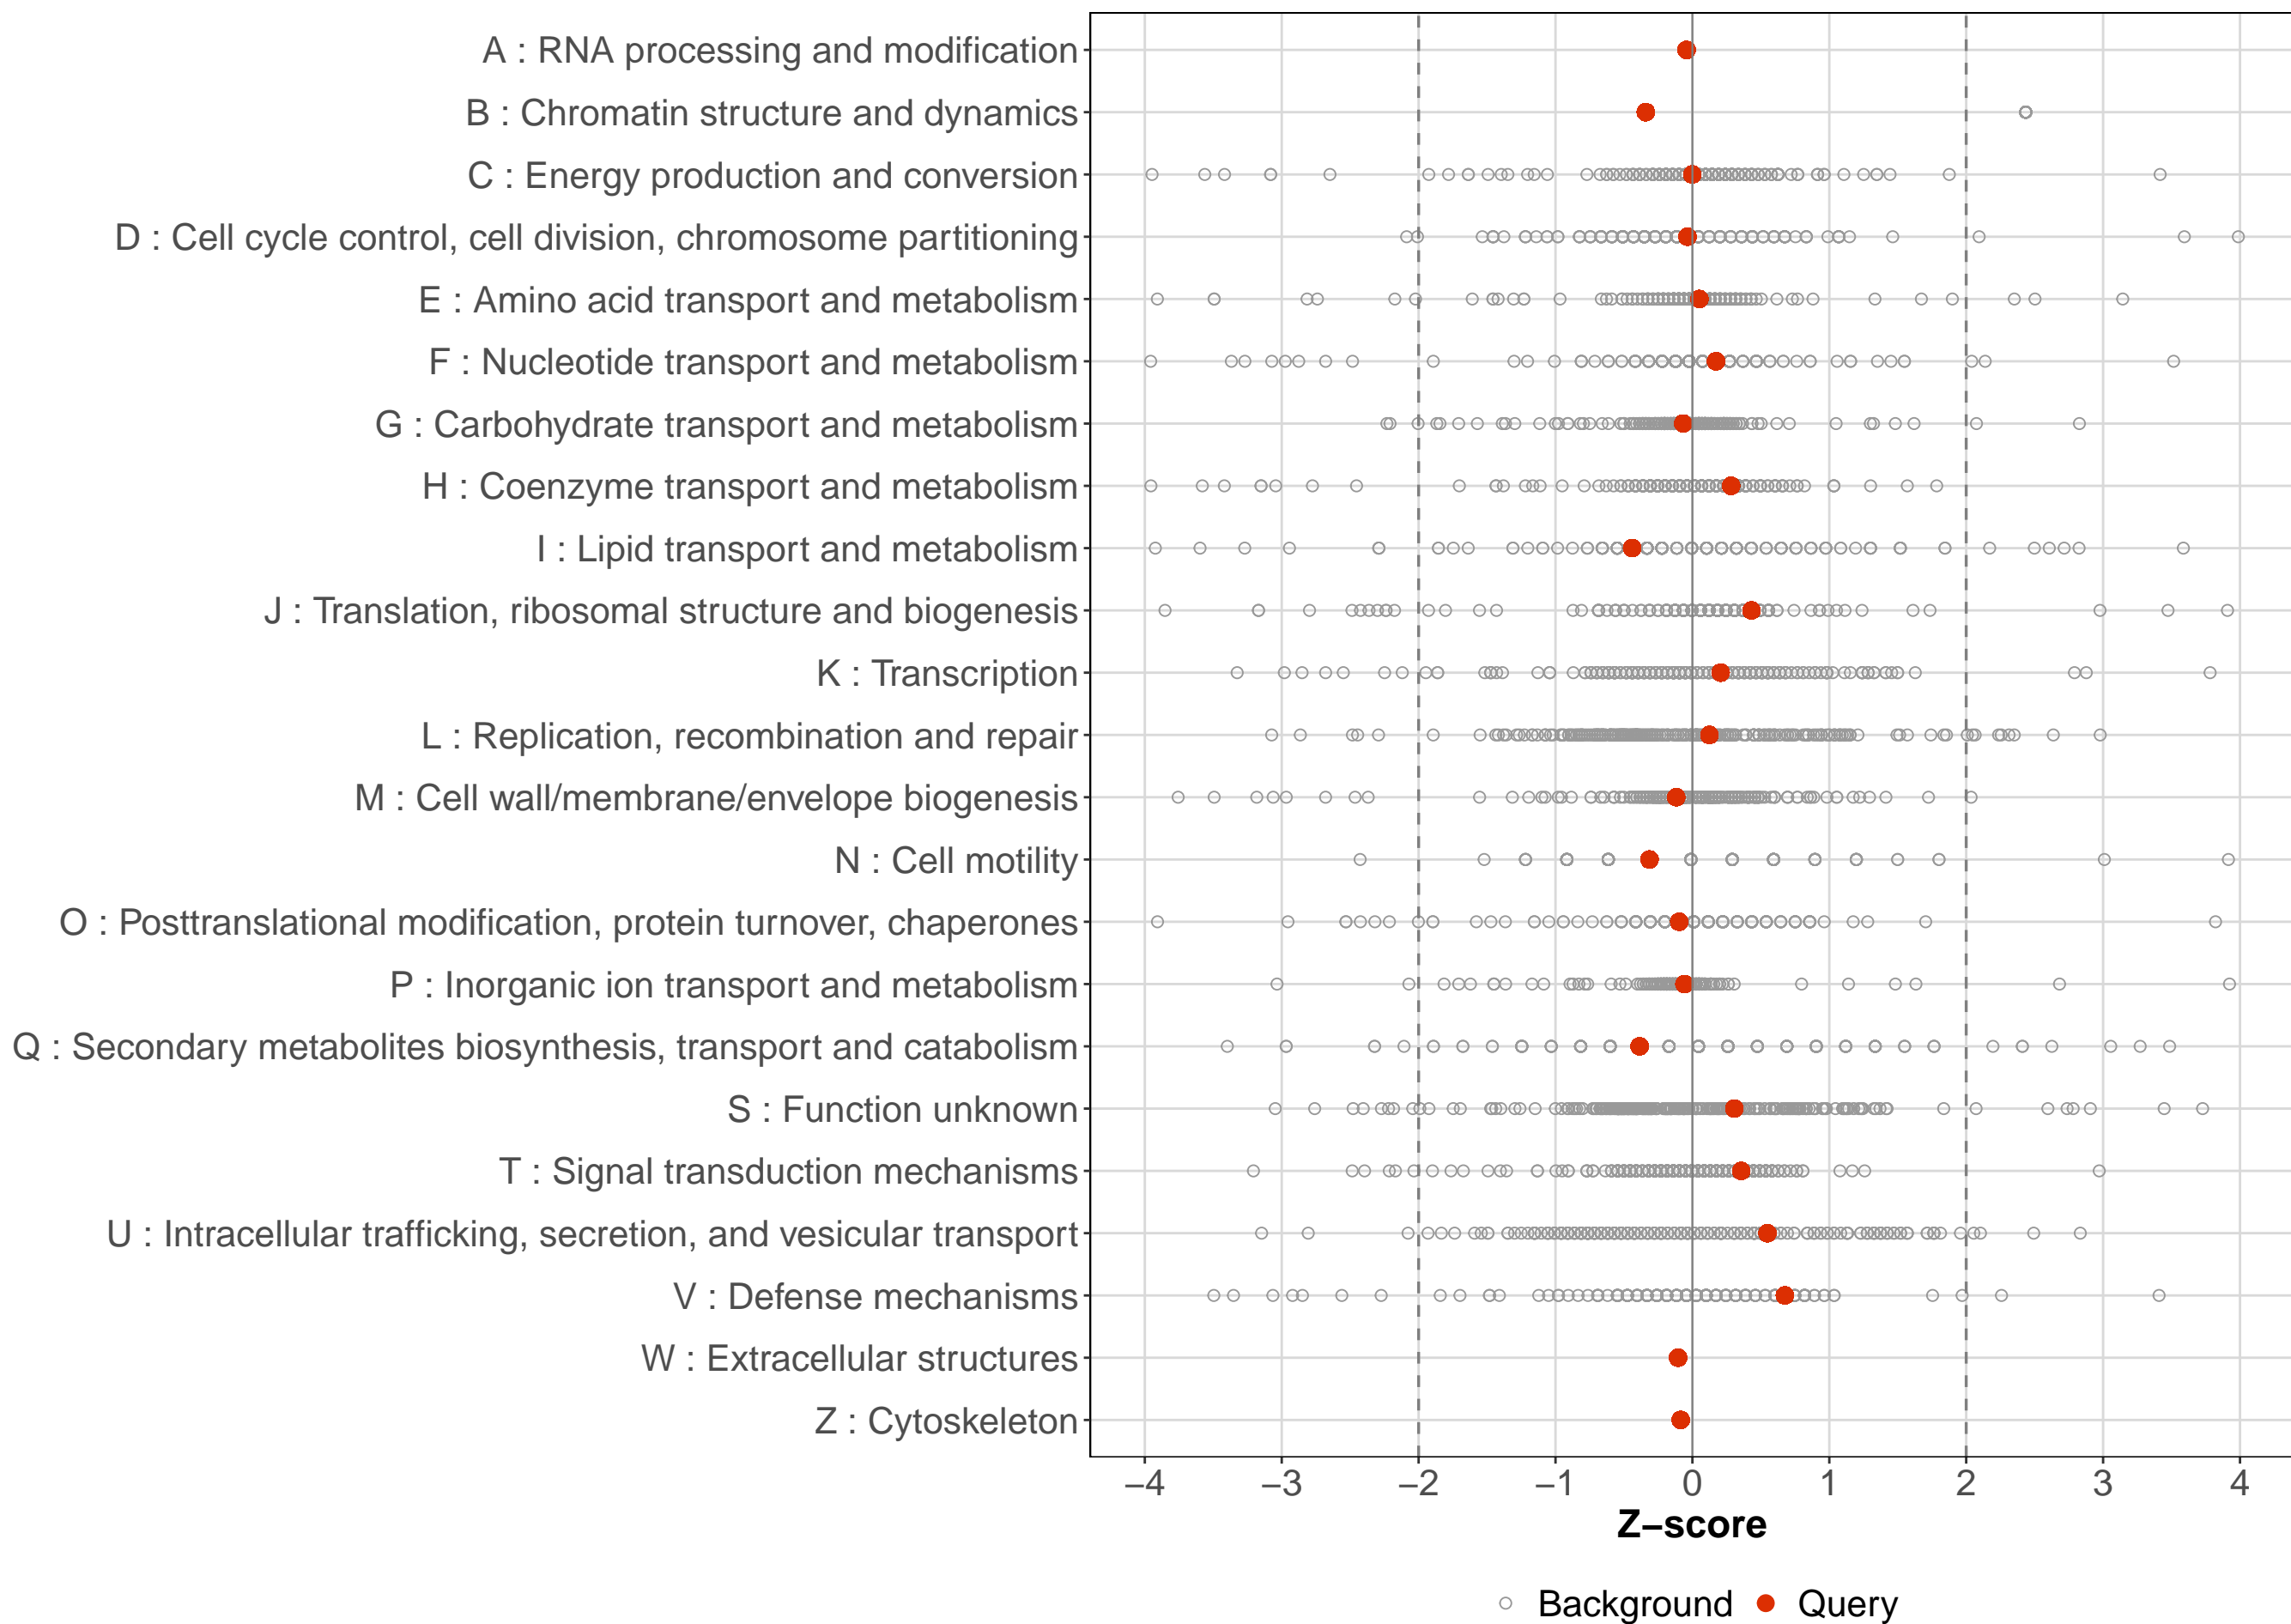 A : RNA processing and modification
B : Chromatin structure and dynamics
C : Energy production and conversion
D : Cell cycle control, cell division, chromosome partitioning
E : Amino acid transport and metabolism
F : Nucleotide transport and metabolism
G : Carbohydrate transport and metabolism
H : Coenzyme transport and metabolism
I : Lipid transport and metabolism
J : Translation, ribosomal structure and biogenesis
K : Transcription
L : Replication, recombination and repair
M : Cell wall/membrane/envelope biogenesis
N : Cell motility
O : Posttranslational modification, protein turnover, chaperones
P : Inorganic ion transport and metabolism
Q : Secondary metabolites biosynthesis, transport and catabolism
S : Function unknown
T : Signal transduction mechanisms
U : Intracellular trafficking, secretion, and vesicular transport
V : Defense mechanisms
W : Extracellular structures
Z : Cytoskeleton
−4 −3 −2 −1 0 1 2 3 4
Z−score
Background Query